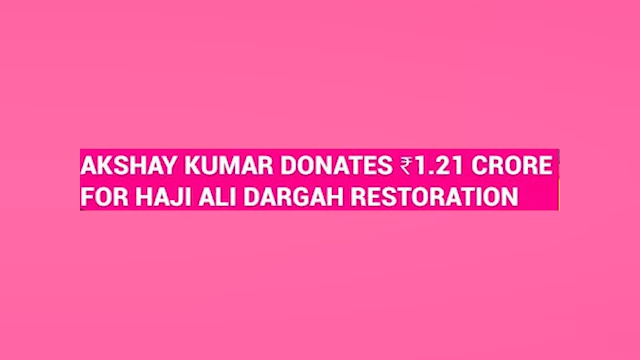 AKSHAY KUMAR DONATES ₹1.21 CRORE
FOR HAJI ALI DARGAH RESTORATION